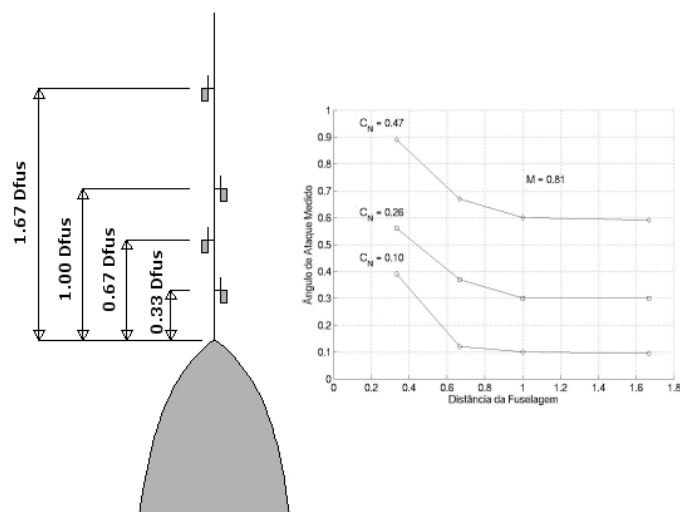 1.67 Dfus
1.00 Dfus
0.67 Dfus
0.33 Dfus
Ângulo de Ataque Medido
1
0.9
0.8
0.7
0.6
0.5
0.4
0.3
0.2
0.1
0
C_N = 0.47
M = 0.81
C_N = 0.26
C_N = 0.10
0 0.2 0.4 0.6 0.8 1 1.2 1.4 1.6 1.8
Distância da Fuselagem